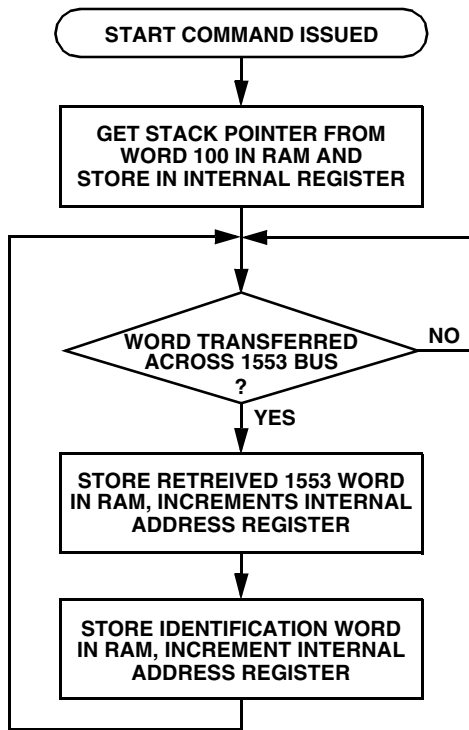 START COMMAND ISSUED
GET STACK POINTER FROM
WORD 100 IN RAM AND
STORE IN INTERNAL REGISTER
WORD TRANSFERRED
ACROSS 1553 BUS
?
NO
YES
STORE RETREIVED 1553 WORD
IN RAM, INCREMENTS INTERNAL
ADDRESS REGISTER
STORE IDENTIFICATION WORD
IN RAM, INCREMENT INTERNAL
ADDRESS REGISTER